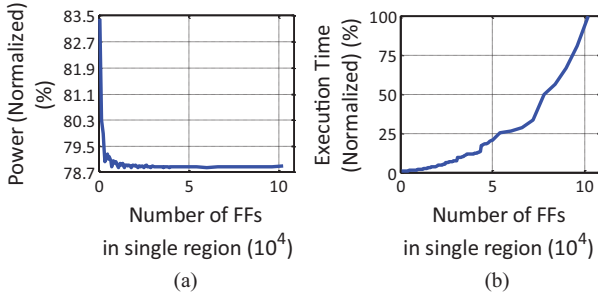 Power (Normalized)
(%)
83.5
82.7
81.9
81.1
80.3
79.5
78.7
0
5
10
Number of FFs
in single region (10^4)
(a)
Execution Time
(Normalized) (%)
100
75
50
25
0
0
5
10
Number of FFs
in single region (10^4)
(b)